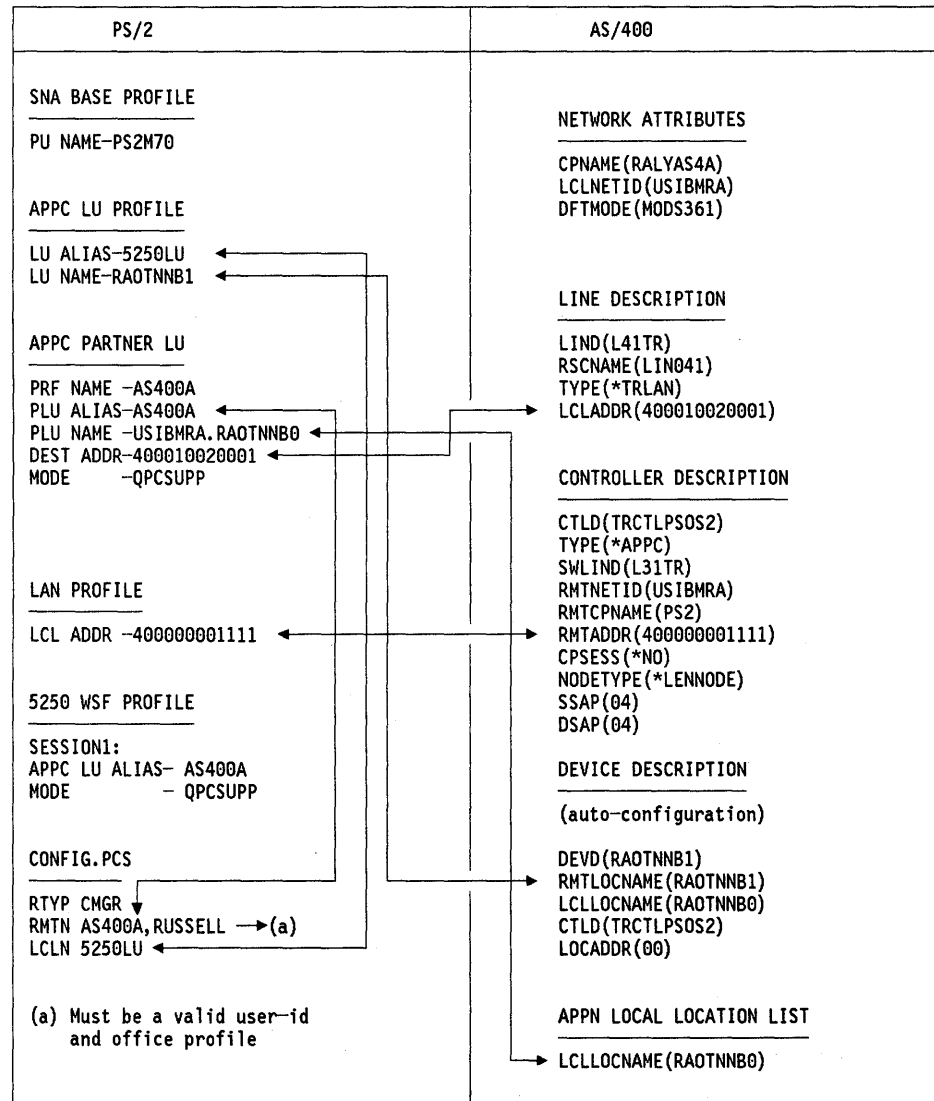 PS/2
SNA BASE PROFILE
PU NAME-PS2M70
APPC LU PROFILE
LU ALIAS-5250LU
LU NAME-RAOTNNB1
APPC PARTNER LU
PRF NAME -AS400A
PLU ALIAS-AS400A
PLU NAME -USIBMRA.RAOTNNB0
DEST ADDR-400010020001
MODE -QPCSUPP
LAN PROFILE
LCL ADDR -400000001111
5250 WSF PROFILE
SESSION1:
APPC LU ALIAS- AS400A
MODE - QPCSUPP
CONFIG.PCS
RTYP CMGR
RMTN AS400A,RUSSELL (a)
LCLN 5250LU
(a) Must be a valid user-id
and office profile
AS/400
NETWORK ATTRIBUTES
CPNAME(RALYAS4A)
LCLNETID(USIBMRA)
DFTMODE(MODS361)
LINE DESCRIPTION
LIND(L41TR)
RSCNAME(LIN041)
TYPE(*TRLAN)
LCLADDR(400010020001)
CONTROLLER DESCRIPTION
CTLD(TRCTLPSOS2)
TYPE(*APPC)
SWLIND(L31TR)
RMTNETID(USIBMRA)
RMTCPNAME(PS2)
RMTADDR(400000001111)
CPSESS(*NO)
NODETYPE(*LENNODE)
SSAP(04)
DSAP(04)
DEVICE DESCRIPTION
(auto-configuration)
DEVD(RAOTNNB1)
RMTLOCNAME(RAOTNNB1)
LCLLOCNAME(RAOTNNB0)
CTLD(TRCTLPSOS2)
LOCADDR(00)
APPN LOCAL LOCATION LIST
LCLLOCNAME(RAOTNNB0)